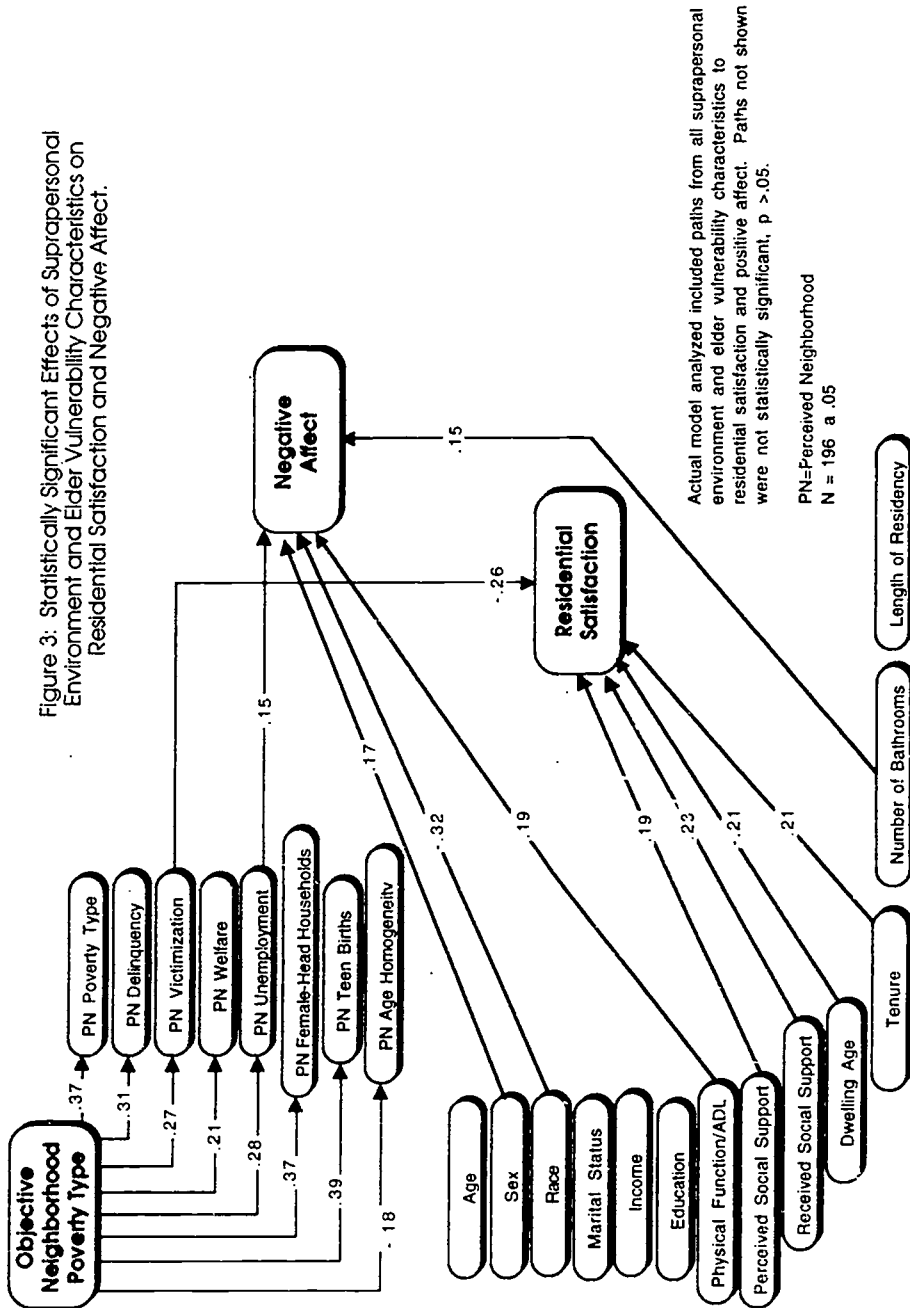 Figure 3: Statistically Significant Effects of Suprapersonal
Environment and Elder Vulnerability Characteristics on
Residential Satisfaction and Negative Affect.
Objective
Neighborhood
Poverty Type
.37
.31
.27
.21
.28
.37
.39
-.18
PN Poverty Type
PN Delinquency
PN Victimization
PN Welfare
PN Unemployment
PN Female-Head Households
PN Teen Births
PN Age Homogeneity
.15
-.26
Negative
Affect
Residential
Satisfaction
.17
-.32
.19
.19
.23
-.21
.21
.15
Age
Sex
Race
Marital Status
Income
Education
Physical Function/ADL
Perceived Social Support
Received Social Support
Dwelling Age
Tenure
Number of Bathrooms
Length of Residency
Actual model analyzed included paths from all suprapersonal
environment and elder vulnerability characteristics to
residential satisfaction and positive affect. Paths not shown
were not statistically significant, p >.05.
PN=Perceived Neighborhood
N = 196 a .05